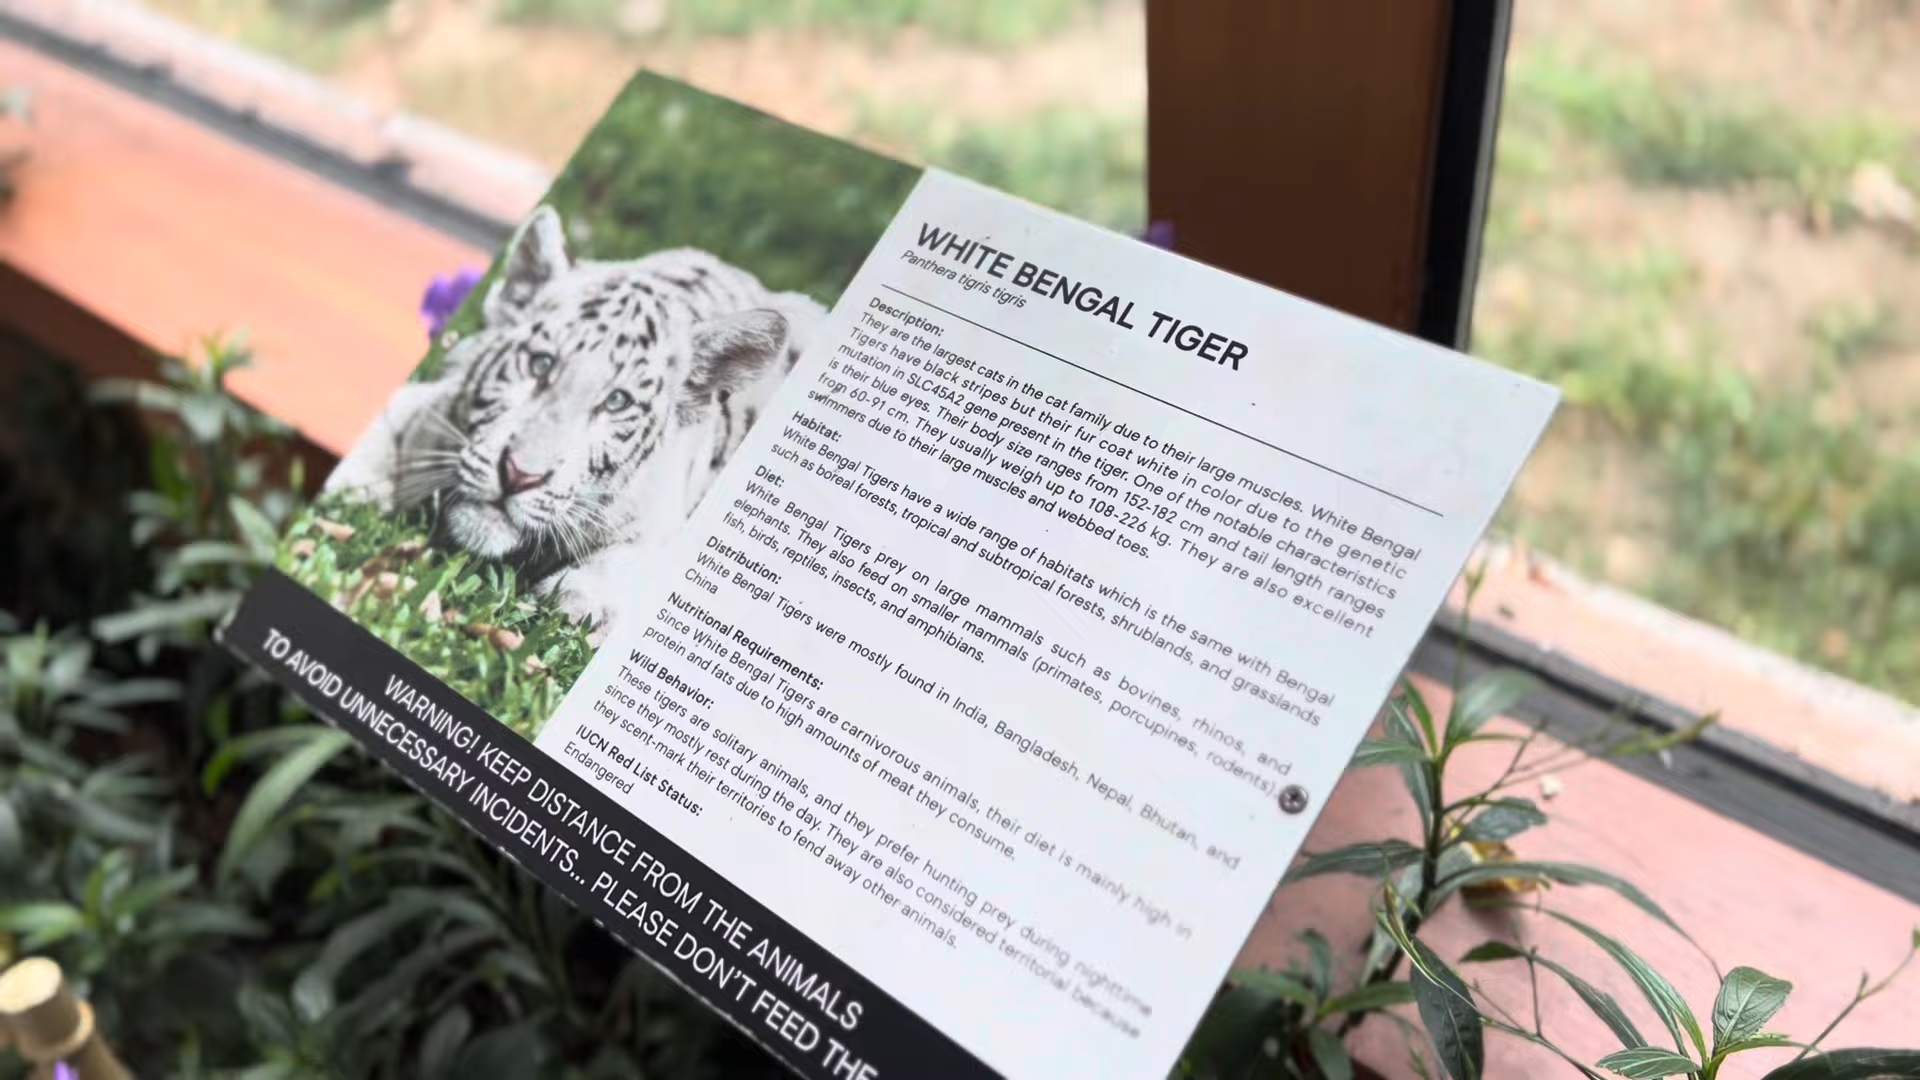 WHITE BENGAL TIGER
Panthera tigris tigris
Description:
They are the largest cats in the cat family due to their large muscles. White Bengal
Tigers have black stripes but their fur coat white in color due to the genetic
mutation in SLC45A2 gene present in the tiger. One of the notable characteristics
is their blue eyes. Their body size ranges from 152-182 cm and tail length ranges
from 60-91 cm. They usually weigh up to 108-226 kg. They are also excellent
swimmers due to their large muscles and webbed toes.
Habitat:
White Bengal Tigers have a wide range of habitats which is the same with Bengal
such as boreal forests, tropical and subtropical forests, shrublands, and grasslands
Diet:
White Bengal Tigers prey on large mammals such as bovines, rhinos, and
elephants. They also feed on smaller mammals (primates, porcupines, rodents)
fish, birds, reptiles, insects, and amphibians.
Distribution:
White Bengal Tigers were mostly found in India, Bangladesh, Nepal, Bhutan, and
China
Nutritional Requirements:
Since White Bengal Tigers are carnivorous animals, their diet is mainly high in
protein and fats due to high amounts of meat they consume.
Wild Behavior:
These tigers are solitary animals, and they prefer hunting prey during nighttime
since they mostly rest during the day. They are also considered territorial because
they scent-mark their territories to fend away other animals.
IUCN Red List Status:
Endangered
WARNING! KEEP DISTANCE FROM THE ANIMALS
TO AVOID UNNECESSARY INCIDENTS... PLEASE DON'T FEED THE